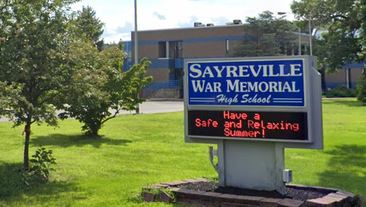 SAYREVILLE
WAR MEMORIAL
High School
Have a
Safe and Relaxing
Summer!